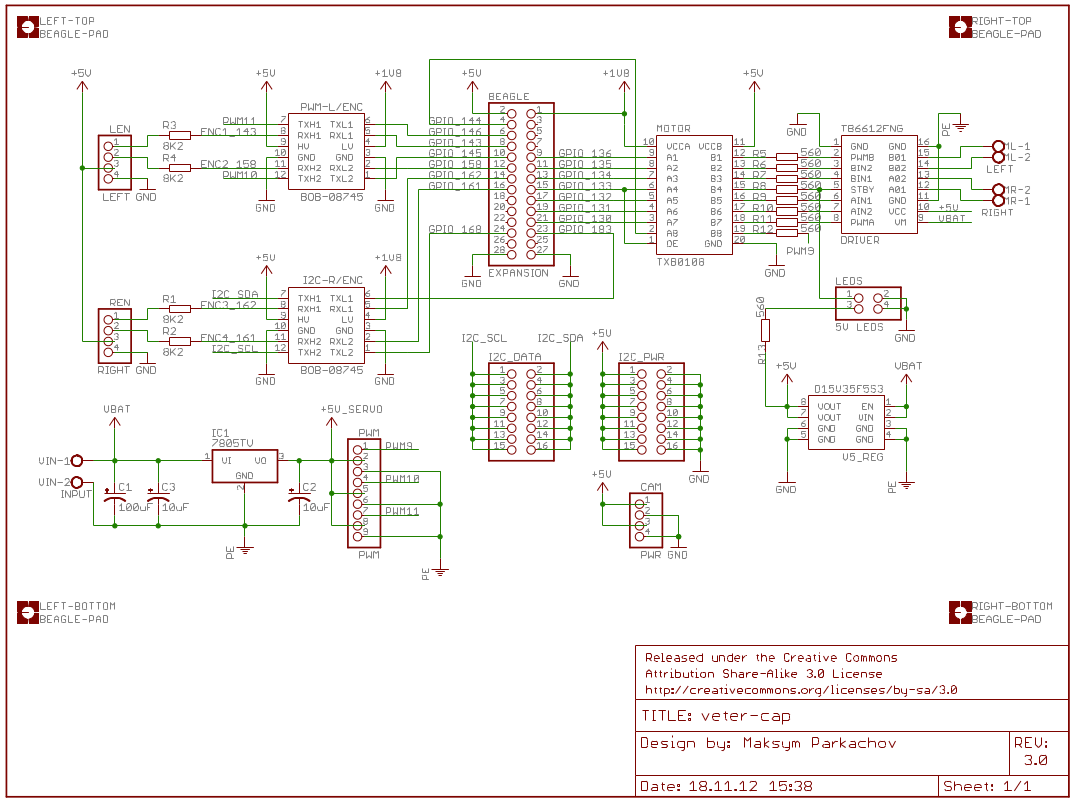 LEFT-TOP
BEAGLE-PAD
RIGHT-TOP
BEAGLE-PAD
+5V
+5V
+1V8
+5V
+1V8
+5V
PWM-L/ENC
BEAGLE
MOTOR
TB6612FNG
GND
PE
LEN
1
2
3
4
LEFT
GND
R3
8K2
R4
8K2
PWM11
ENC1_143
ENC2_158
PWM10
7 TXH1 TXL1 6
8 RXH1 RXL1 5
9 HV LV 4
10 GND GND 3
11 RXH2 RXL2 2
12 TXH2 TXL2 1
BOB-08745
GND
GND
GPIO_144
GPIO_146
GPIO_143
GPIO_145
GPIO_158
GPIO_162
GPIO_161
GPIO_168
2 1
4 3
6 5
8 7
10 9
12 11
14 13
16 15
18 17
20 19
22 21
24 23
26 25
28 27
EXPANSION
GND
GND
GPIO_136
GPIO_135
GPIO_134
GPIO_133
GPIO_132
GPIO_131
GPIO_130
GPIO_183
10 VCCA VCCB 11
9 A1 B1 12
8 A2 B2 13
7 A3 B3 14
6 A4 B4 15
5 A5 B5 16
4 A6 B6 17
3 A7 B7 18
2 A8 B8 19
1 OE GND 20
TXB0108
R5 560
R6 560
R7 560
R8 560
R9 560
R10 560
R11 560
R12 560
PWM9
GND
1 GND GND 16
2 PWMB B01 15
3 BIN2 B02 14
4 BIN1 A02 13
5 STBY A01 12
6 AIN1 GND 11
7 AIN2 VCC 10
8 PWMA VM 9
DRIVER
+5V
VBAT
ML-1
ML-2
LEFT
MR-2
MR-1
RIGHT
+5V
+1V8
I2C-R/ENC
REN
1
2
3
4
RIGHT
GND
R1
8K2
R2
8K2
I2C_SDA
ENC3_162
ENC4_161
I2C_SCL
7 TXH1 TXL1 6
8 RXH1 RXL1 5
9 HV LV 4
10 GND GND 3
11 RXH2 RXL2 2
12 TXH2 TXL2 1
BOB-08745
GND
GND
LEDS
1 2
3 4
5V LEDS
GND
560
R13
I2C_SCL
I2C_SDA
I2C_DATA
1 2
3 4
5 6
7 8
9 10
11 12
13 14
15 16
+5V
I2C_PWR
1 2
3 4
5 6
7 8
9 10
11 12
13 14
15 16
GND
+5V
VBAT
D15V35F5S3
8 VOUT EN 1
7 VOUT VIN 2
6 GND GND 3
5 GND GND 4
V5_REG
GND
PE
VBAT
+5V_SERVO
VIN-1
VIN-2
INPUT
C1
100uF
C3
10uF
IC1
7805TV
1 VI VO 3
GND
2
C2
10uF
PE
PWM
1
2
3
4
5
6
7
8
9
PWM
PWM9
PWM10
PWM11
PE
+5V
CAM
1
2
3
4
PWR
GND
LEFT-BOTTOM
BEAGLE-PAD
RIGHT-BOTTOM
BEAGLE-PAD
Released under the Creative Commons
Attribution Share-Alike 3.0 License
http://creativecommons.org/licenses/by-sa/3.0
TITLE: veter-cap
Design by: Maksym Parkachov
REV:
3.0
Date: 18.11.12 15:38
Sheet: 1/1